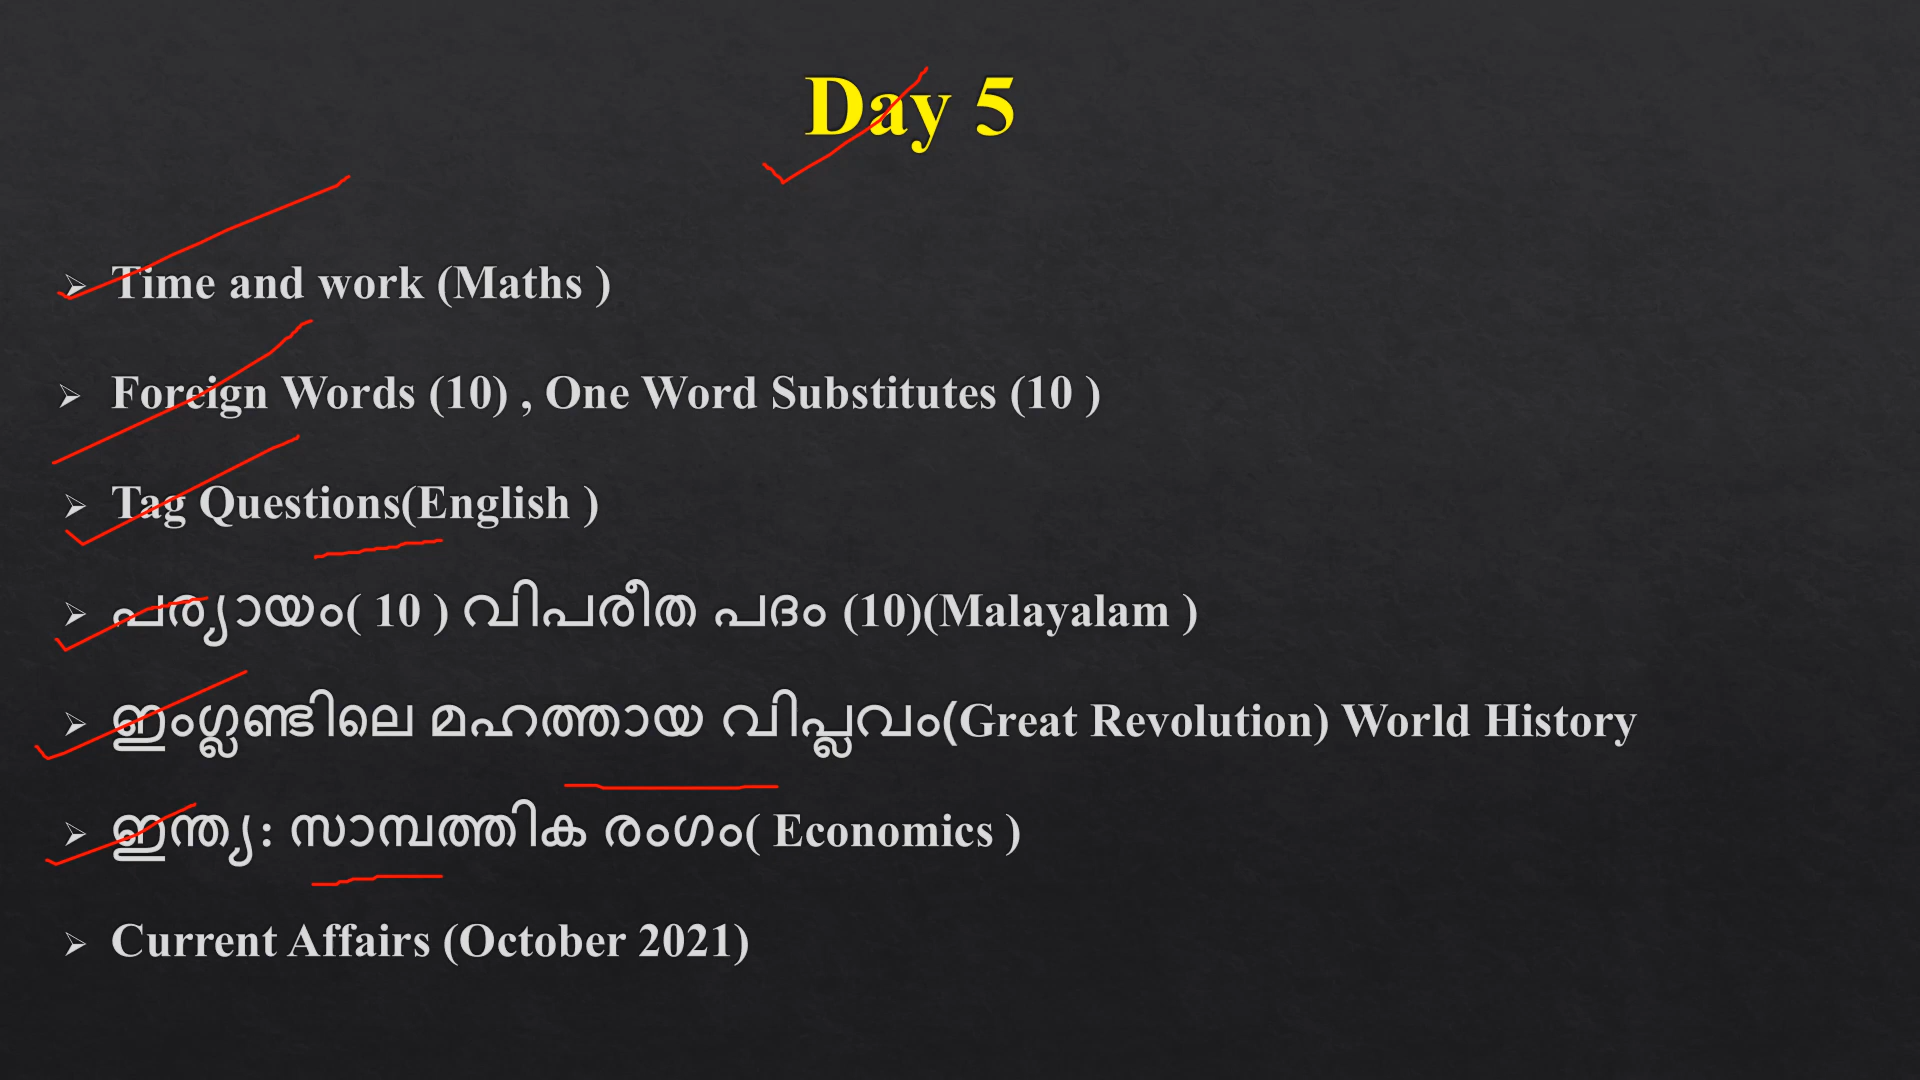 Day 5
Time and work (Maths )
Foreign Words (10) , One Word Substitutes (10 )
Tag Questions(English )
പര്യായം( 10 ) വിപരീത പദം (10)(Malayalam )
ഇംഗ്ലണ്ടിലെ മഹത്തായ വിപ്ലവം(Great Revolution) World History
ഇന്ത്യ: സാമ്പത്തിക രംഗം( Economics )
Current Affairs (October 2021)